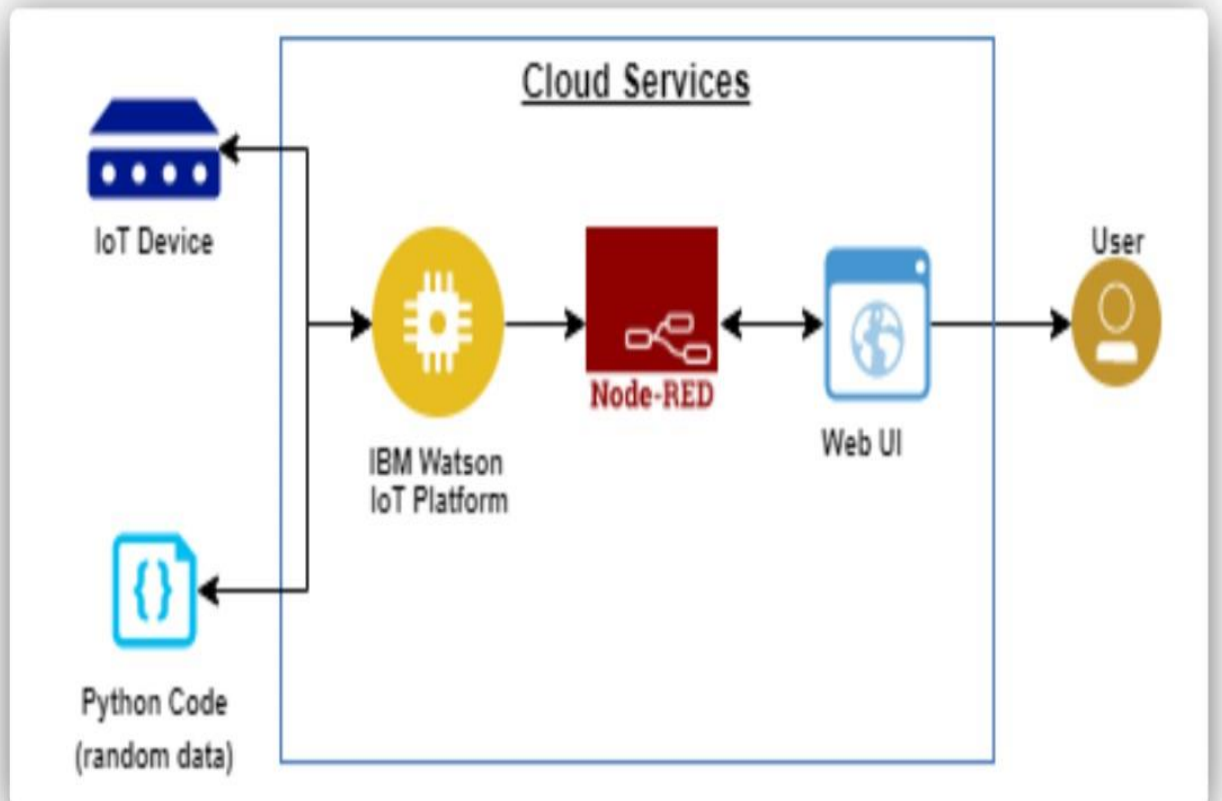 Cloud Services
IoT Device
User
Node-RED
Web UI
IBM Watson
IoT Platform
{}
Python Code
(random data)